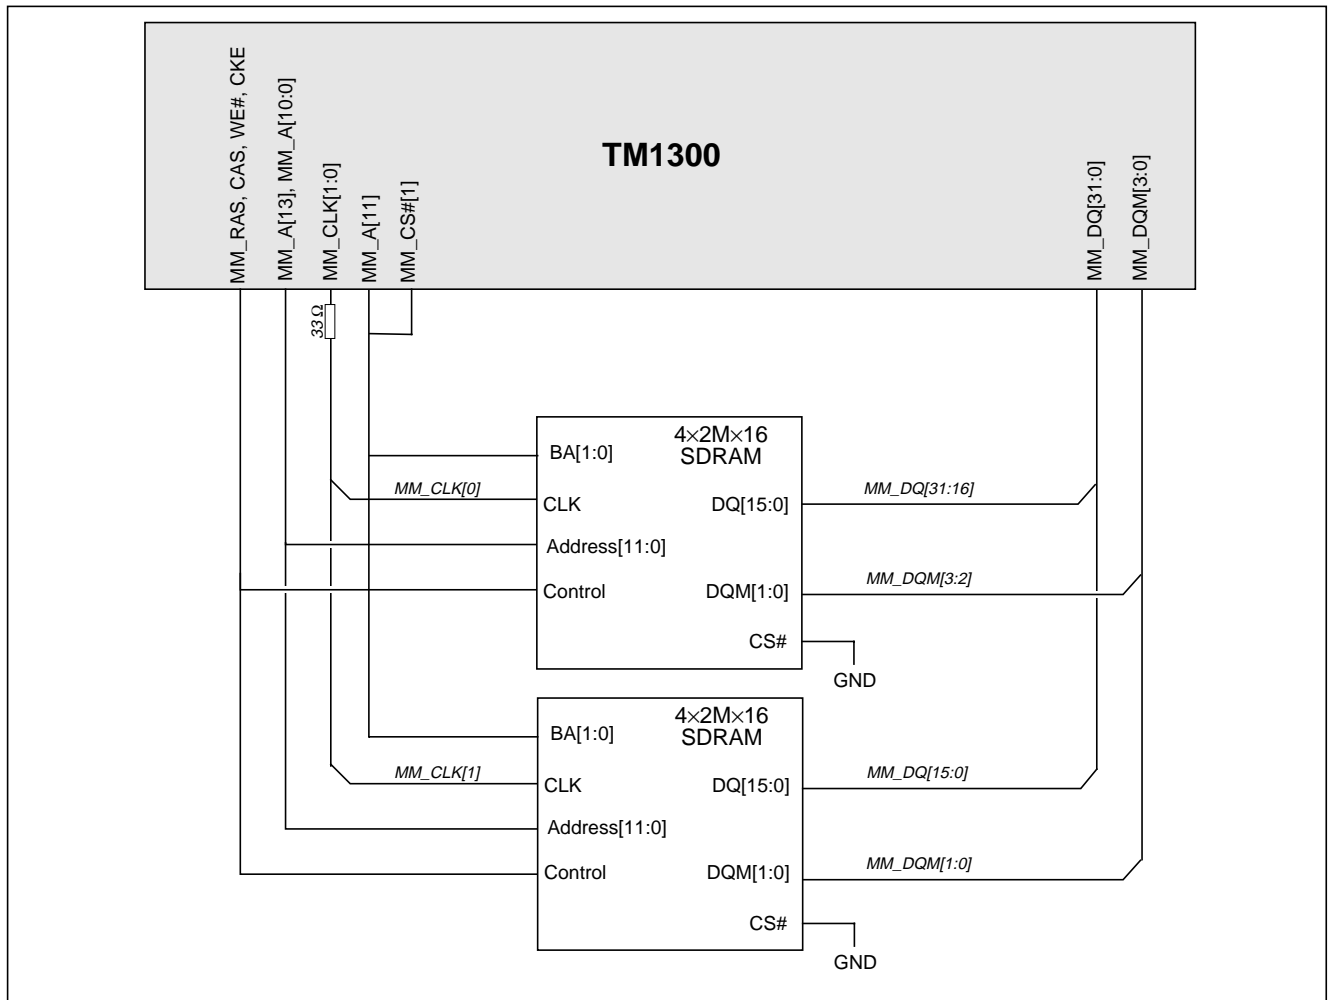 MM_RAS, CAS, WE#, CKE
MM_A[13], MM_A[10:0]
MM_CLK[1:0]
MM_A[11]
MM_CS#[1]
TM1300
MM_DQ[31:0]
MM_DQM[3:0]
33 Ω
4×2M×16
SDRAM
BA[1:0]
MM_CLK[0]
CLK
DQ[15:0]
MM_DQ[31:16]
Address[11:0]
Control
DQM[1:0]
MM_DQM[3:2]
CS#
GND
4×2M×16
SDRAM
BA[1:0]
MM_CLK[1]
CLK
DQ[15:0]
MM_DQ[15:0]
Address[11:0]
Control
DQM[1:0]
MM_DQM[1:0]
CS#
GND